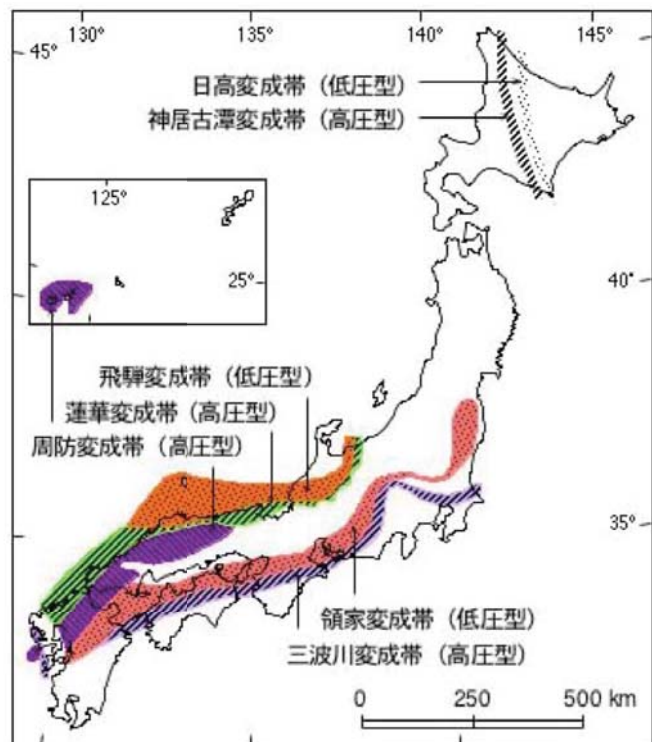 130° 135° 140° 145°
45°
日高変成帯（低圧型）
神居古潭変成帯（高圧型）
125°
25°
40°
飛騨変成帯（低圧型）
蓮華変成帯（高圧型）
周防変成帯（高圧型）
35°
領家変成帯（低圧型）
三波川変成帯（高圧型）
0 250 500 km
130° 135° 140°